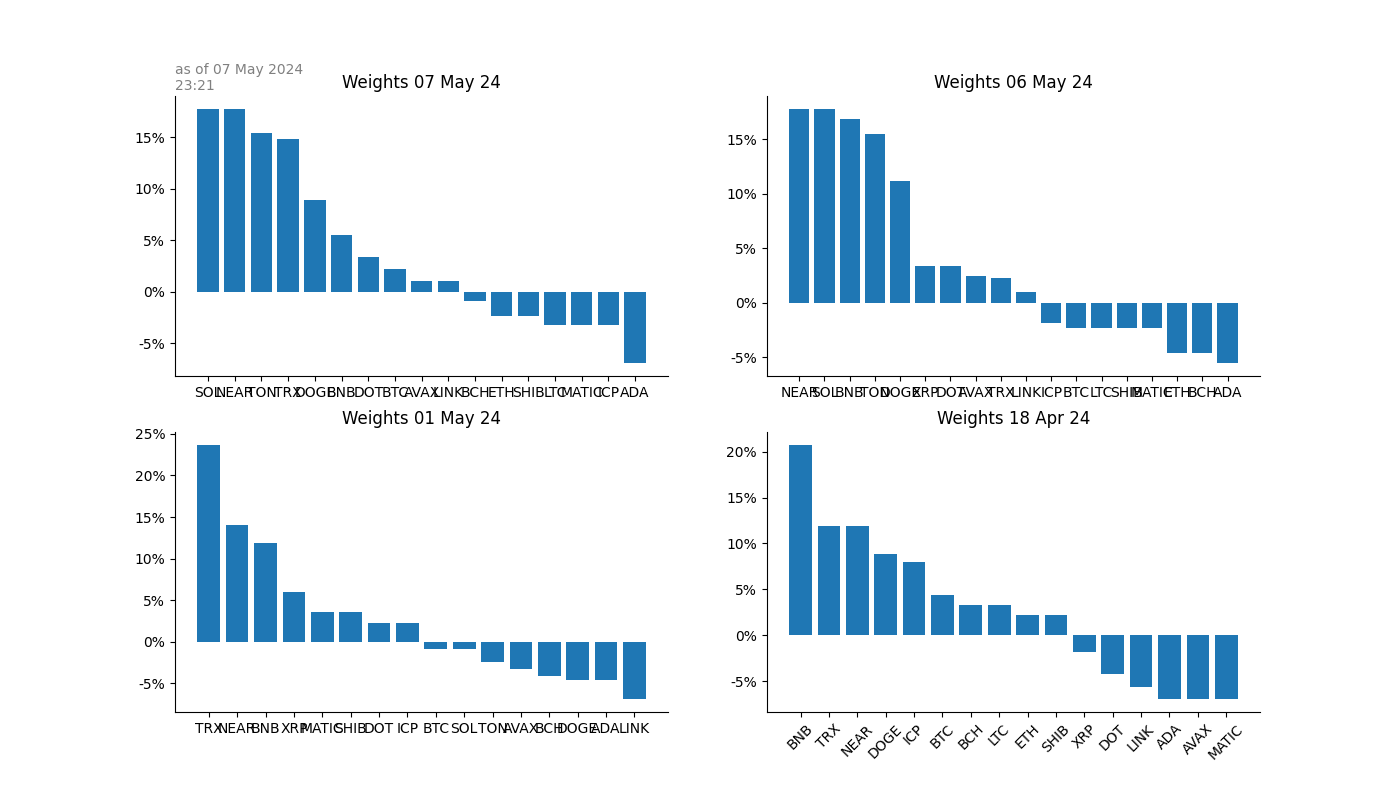 as of 07 May 2024
23:21
Weights 07 May 24
15%
10%
5%
0%
-5%
SOL NEAR TON TRX DOGE BNB DOT BTC AVAX LINK BCH ETH SHIB LTC MATIC ICP ADA
Weights 06 May 24
15%
10%
5%
0%
-5%
NEAR SOL BNB TON DOGE XRP DOT AVAX TRX LINK ICP BTC LTC SHIB MATIC ETH BCH ADA
Weights 01 May 24
25%
20%
15%
10%
5%
0%
-5%
TRX NEAR BNB XRP MATIC SHIB DOT ICP BTC SOL TON AVAX BCH DOGE ADA LINK
Weights 18 Apr 24
20%
15%
10%
5%
0%
-5%
BNB TRX NEAR DOGE ICP BTC BCH LTC ETH SHIB XRP DOT LINK ADA AVAX MATIC